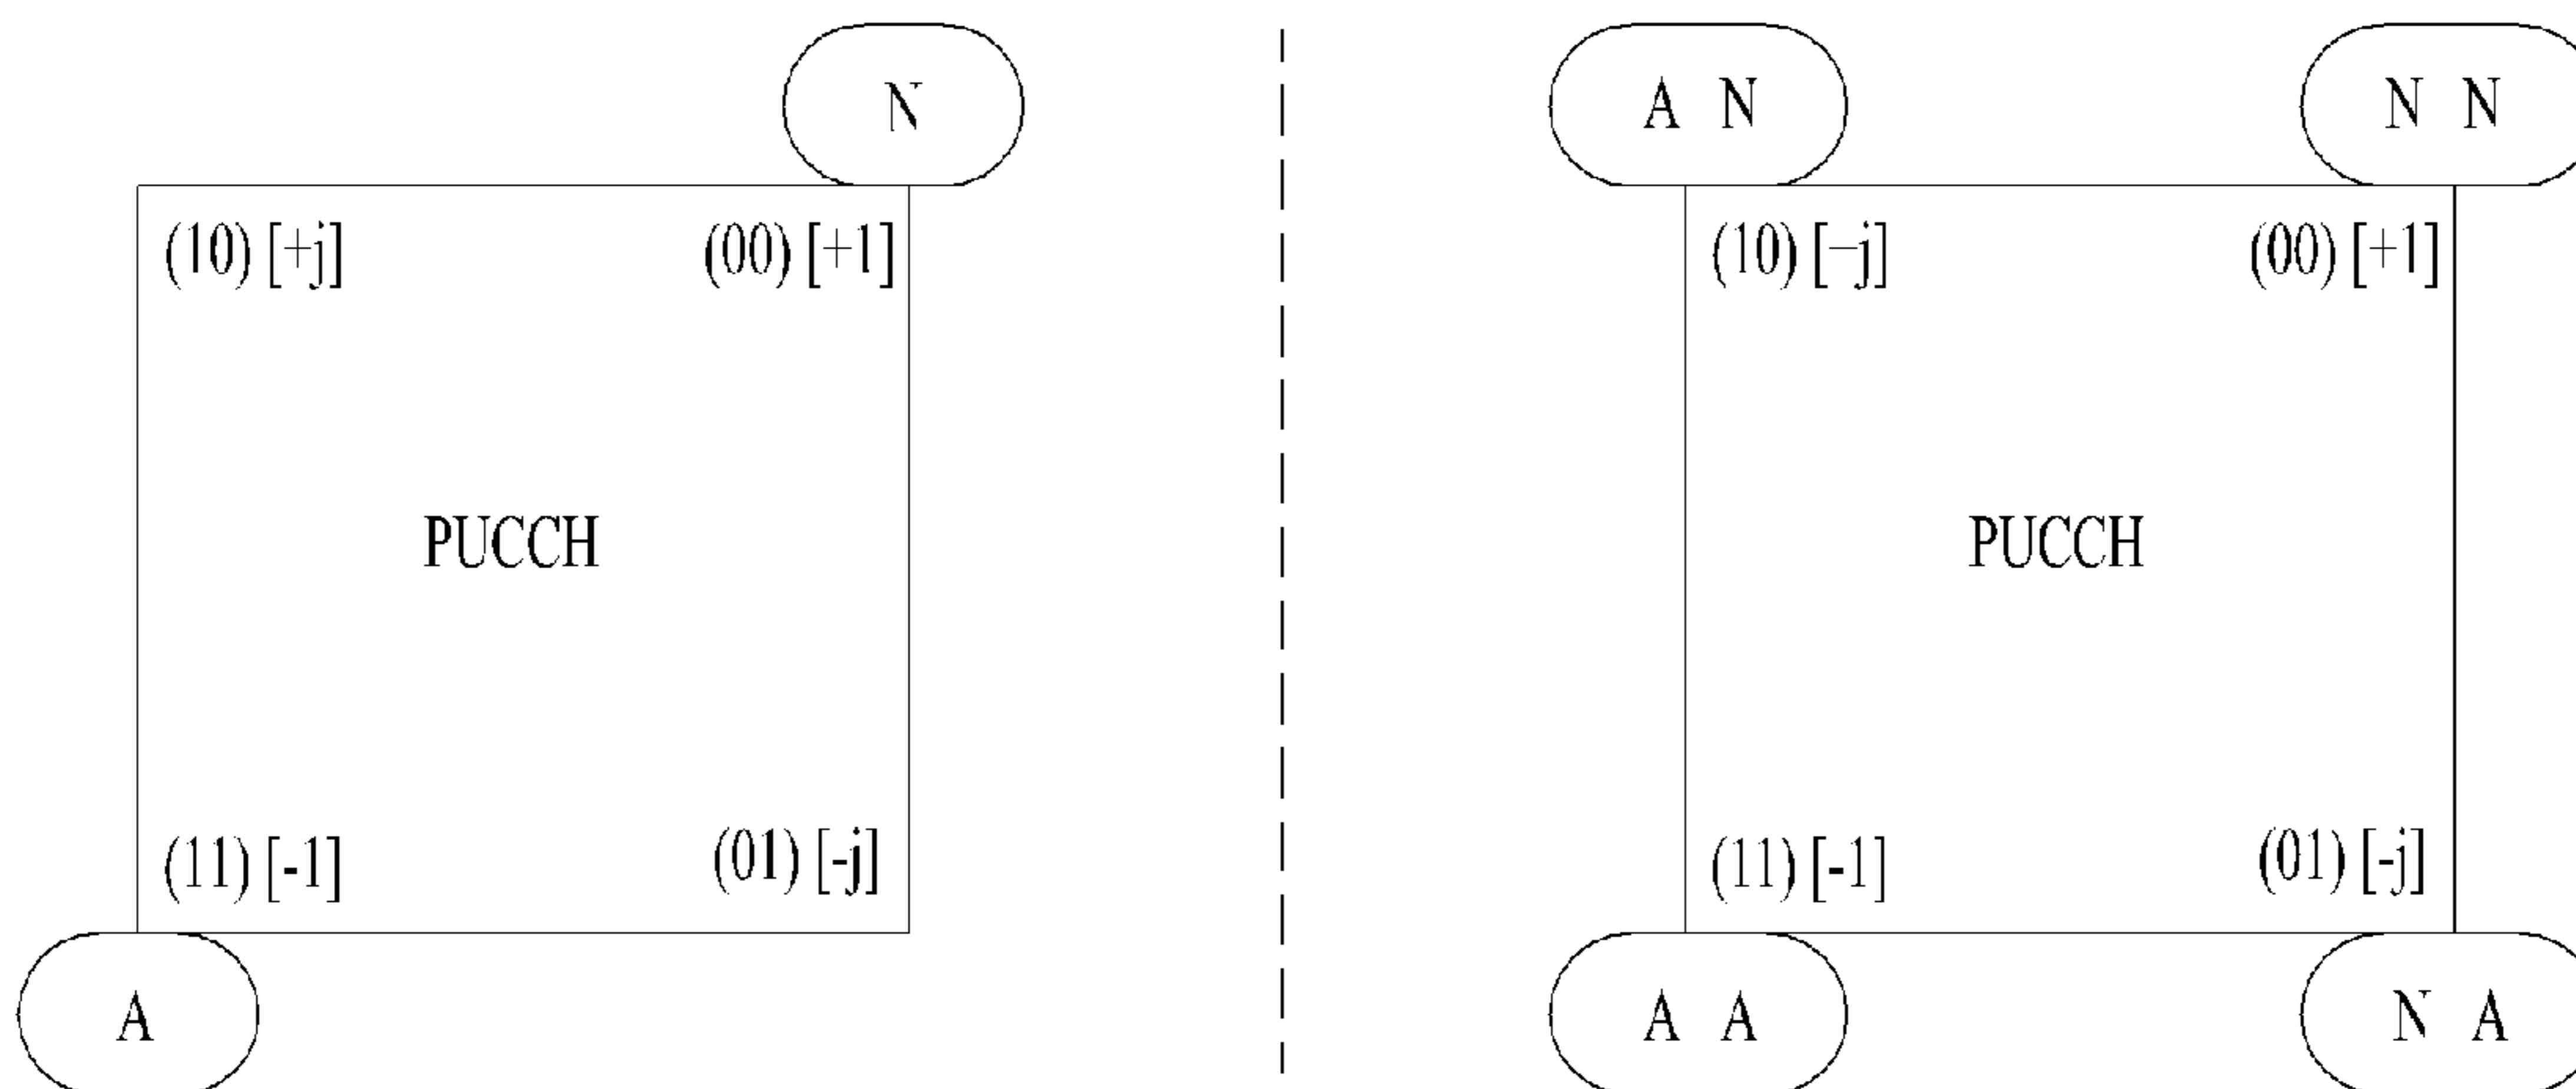 N
(10) [+j]
(00) [+1]
PUCCH
(11) [-1]
(01) [-j]
A
A N
N N
(10) [−j]
(00) [+1]
PUCCH
(11) [-1]
(01) [-j]
A A
N A